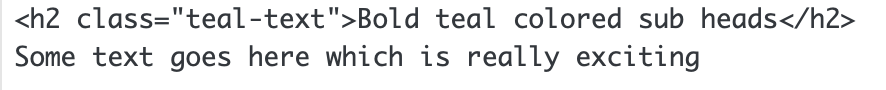 <h2 class="teal-text">Bold teal colored sub heads</h2>
Some text goes here which is really exciting